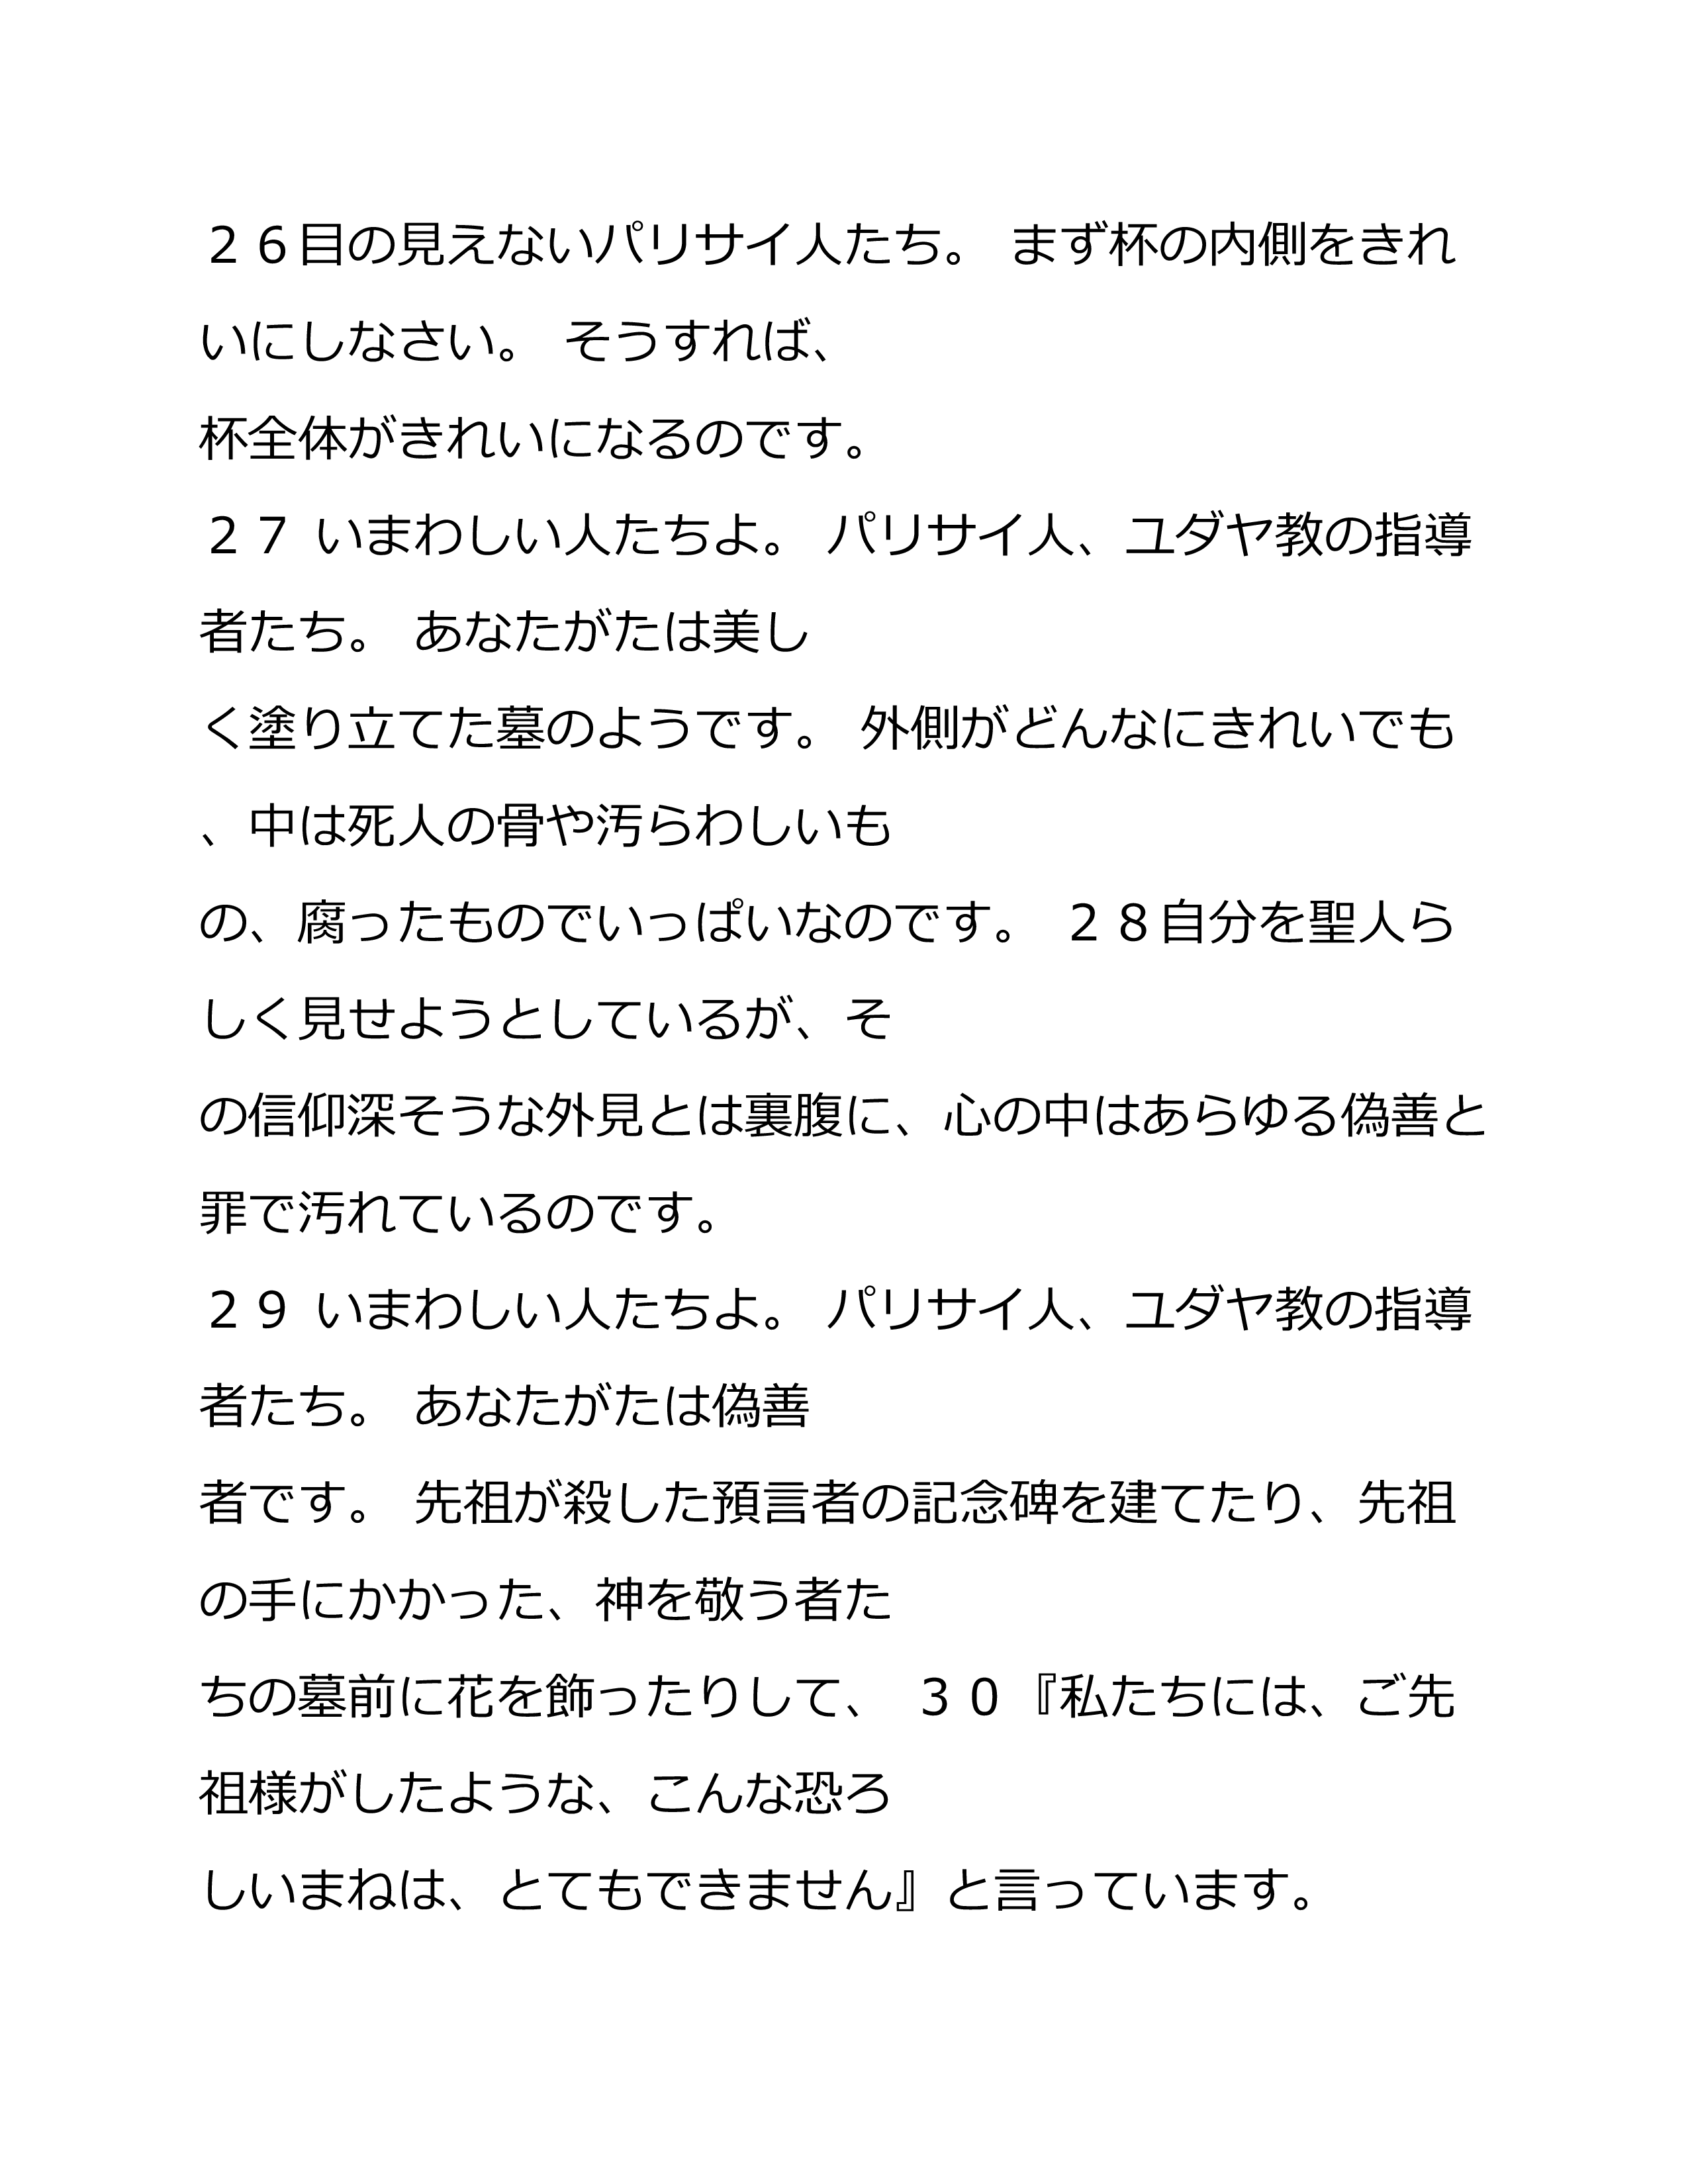 ２６目の見えないパリサイ人たち。 まず杯の内側をきれ
いにしなさい。 そうすれば、
杯全体がきれいになるのです。
２７ いまわしい人たちよ。 パリサイ人、ユダヤ教の指導
者たち。 あなたがたは美し
く塗り立てた墓のようです。 外側がどんなにきれいでも
、中は死人の骨や汚らわしいも
の、腐ったものでいっぱいなのです。 ２８自分を聖人ら
しく見せようとしているが、そ
の信仰深そうな外見とは裏腹に、心の中はあらゆる偽善と
罪で汚れているのです。
２９ いまわしい人たちよ。 パリサイ人、ユダヤ教の指導
者たち。 あなたがたは偽善
者です。 先祖が殺した預言者の記念碑を建てたり、先祖
の手にかかった、神を敬う者た
ちの墓前に花を飾ったりして、 ３０『私たちには、ご先
祖様がしたような、こんな恐ろ
しいまねは、とてもできません』と言っています。